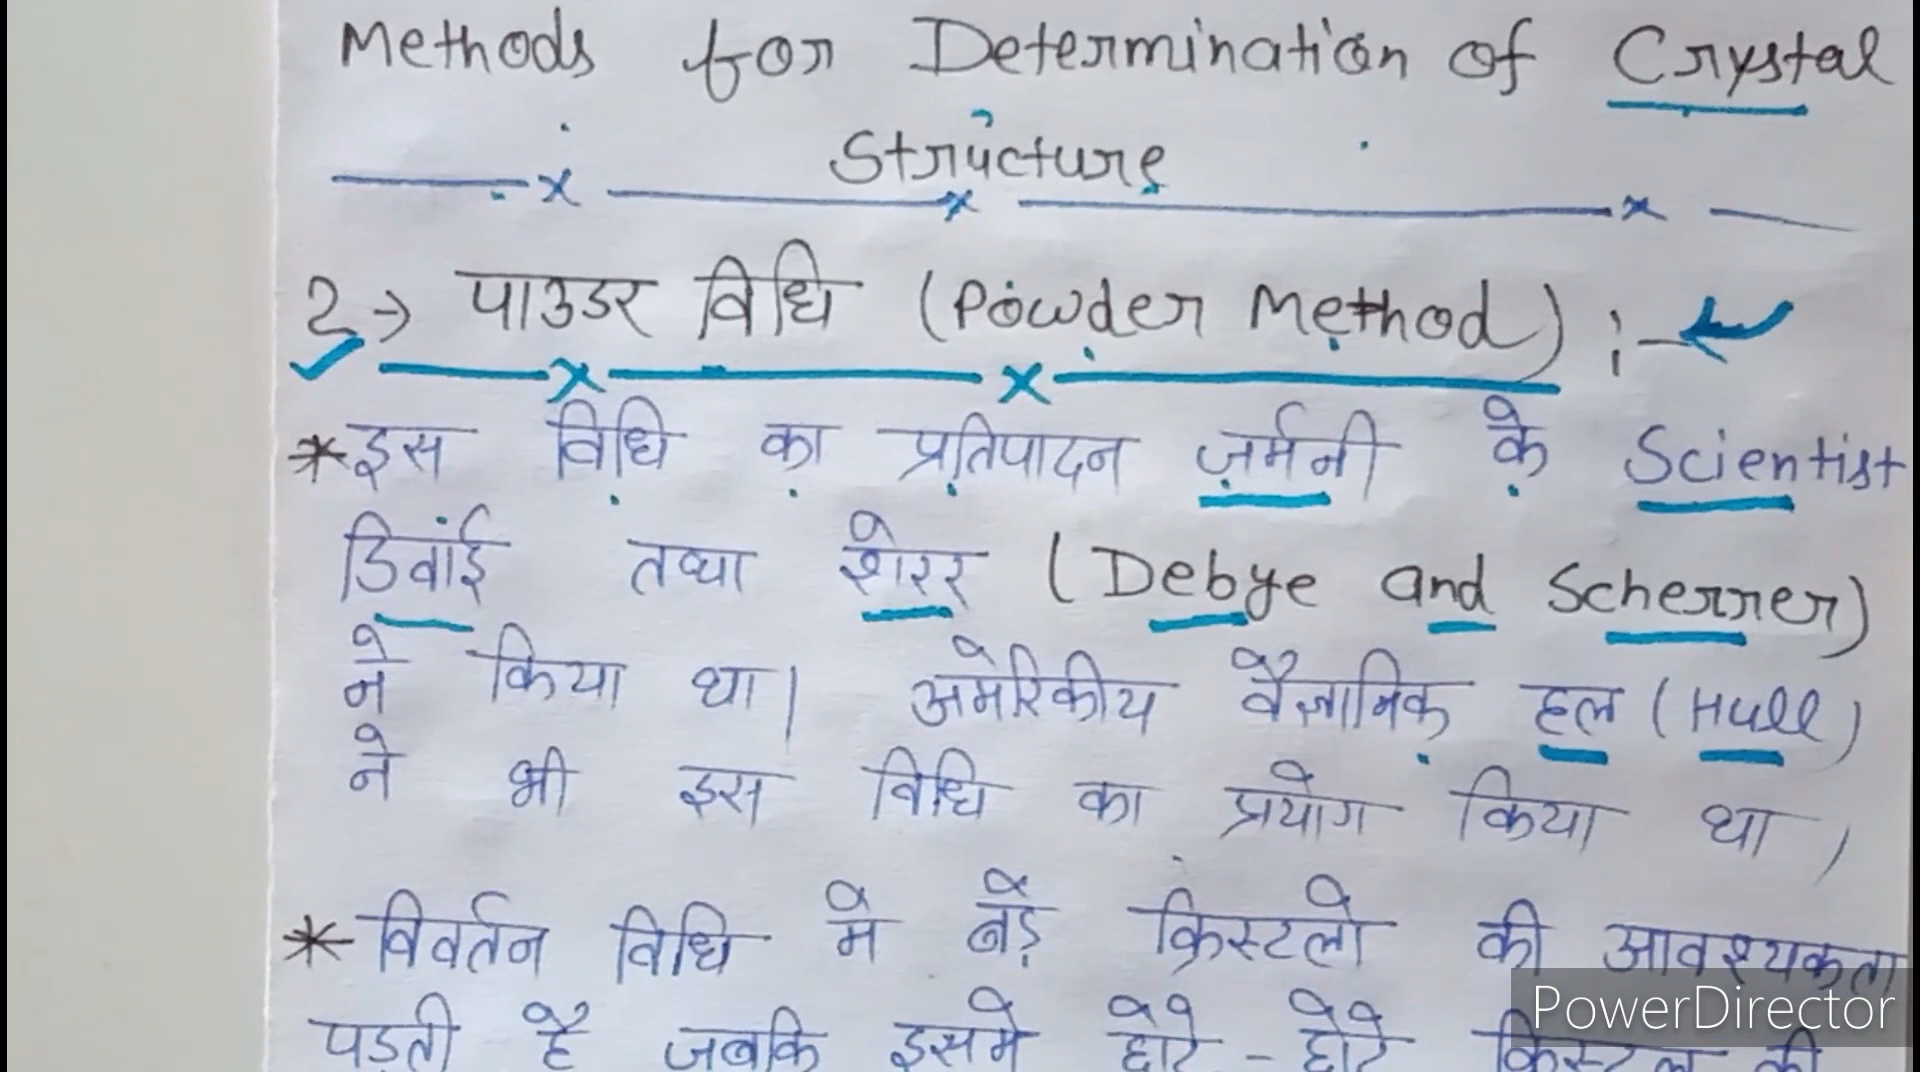 Methods for Determination of Crystal
Structure
2→ पाउडर विधि (Powder Method) :-
*इस विधि का प्रतिपादन जर्मनी के Scientist
डिवाई तथा शेरर (Debye and Scherrer)
ने किया था। अमेरिकीय वैज्ञानिक हल (Hull)
ने भी इस विधि का प्रयोग किया था।
*विवर्तन विधि मे बड़े क्रिस्टलो की आवश्यकता
पड़ती है जबकि इसमे छोटे-छोटे क्रिस्टल की
PowerDirector